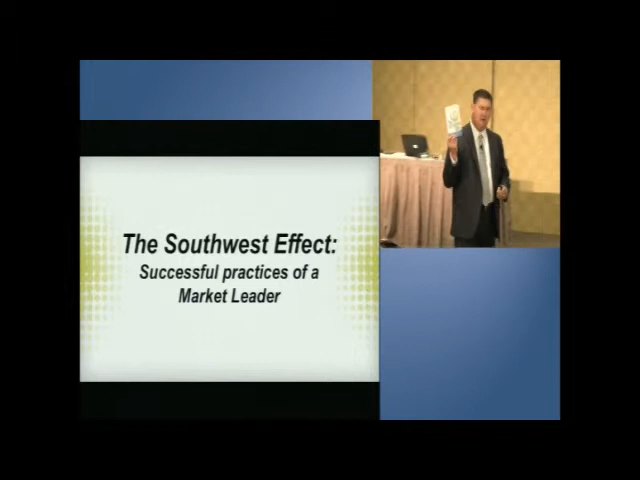 The Southwest Effect:
Successful practices of a
Market Leader